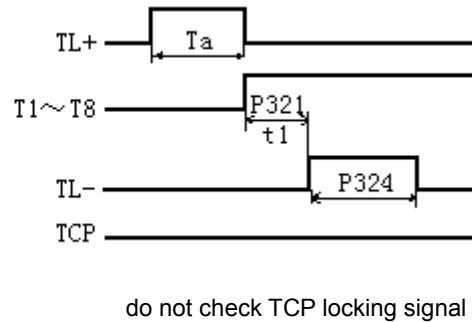 TL+ Ta
T1～T8 P321
t1
TL- P324
TCP
do not check TCP locking signal